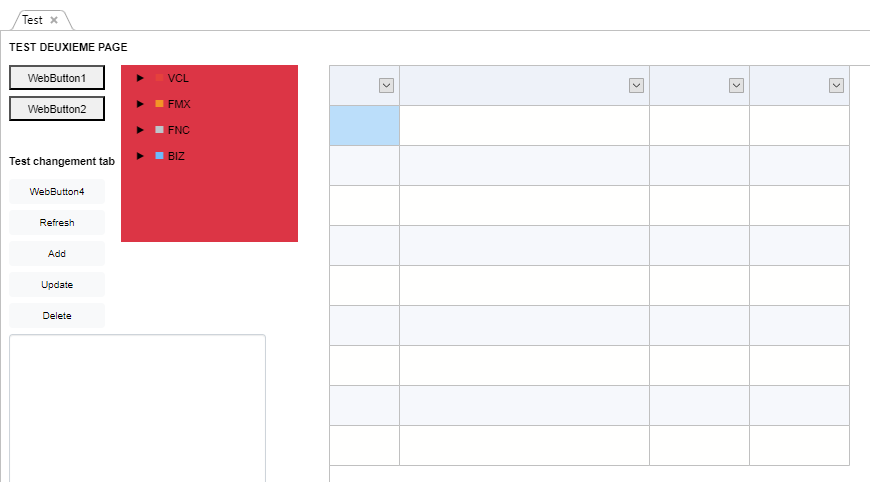 Test
TEST DEUXIEME PAGE
WebButton1
WebButton2
VCL
FMX
FNC
BIZ
Test changement tab
WebButton4
Refresh
Add
Update
Delete